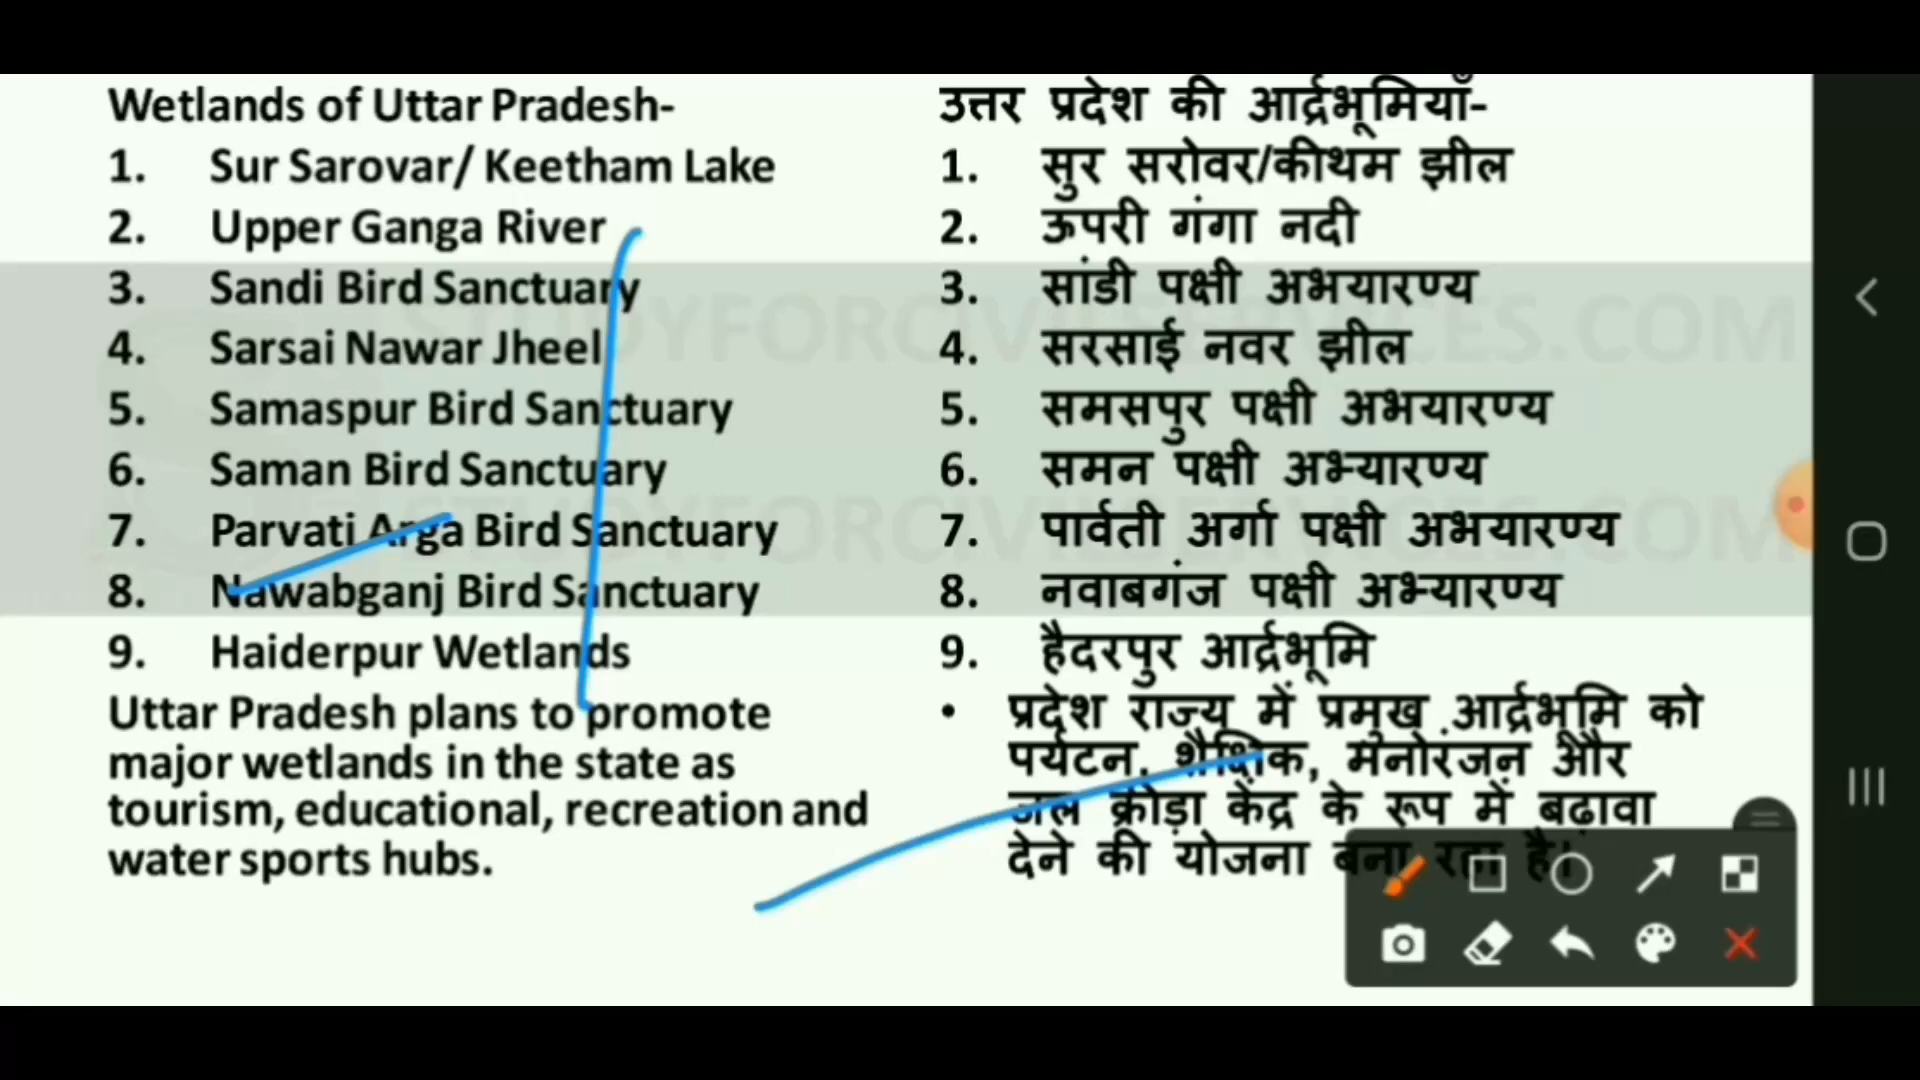 Wetlands of Uttar Pradesh-
1. Sur Sarovar/ Keetham Lake
2. Upper Ganga River
3. Sandi Bird Sanctuary
4. Sarsai Nawar Jheel
5. Samaspur Bird Sanctuary
6. Saman Bird Sanctuary
7. Parvati Arga Bird Sanctuary
8. Nawabganj Bird Sanctuary
9. Haiderpur Wetlands
Uttar Pradesh plans to promote
major wetlands in the state as
tourism, educational, recreation and
water sports hubs.
उत्तर प्रदेश की आर्द्रभूमियाँ-
1. सुर सरोवर/कीथम झील
2. ऊपरी गंगा नदी
3. सांडी पक्षी अभयारण्य
4. सरसाई नवर झील
5. समसपुर पक्षी अभयारण्य
6. समन पक्षी अभ्यारण्य
7. पार्वती अर्गा पक्षी अभयारण्य
8. नवाबगंज पक्षी अभ्यारण्य
9. हैदरपुर आर्द्रभूमि
• प्रदेश राज्य में प्रमुख आर्द्रभूमि को
पर्यटन, शैक्षिक, मनोरंजन और
जल क्रीड़ा केंद्र के रूप में बढ़ावा
देने की योजना बना रहा है।
STUDYFORCIVILSERVICES.COM
STUDYFORCIVILSERVICES.COM